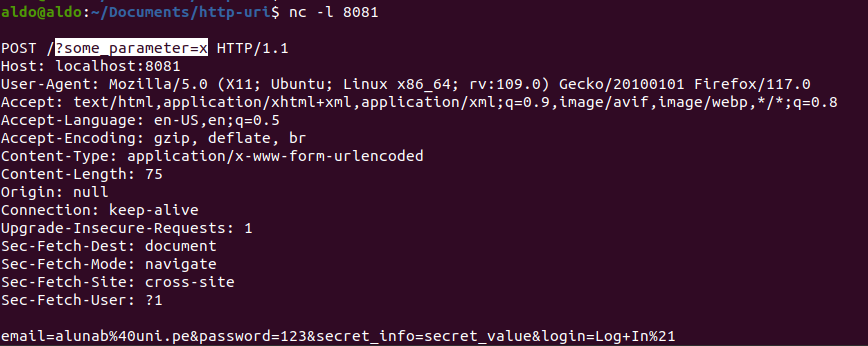 aldo@aldo:~/Documents/http-uri$ nc -l 8081
POST /?some_parameter=x HTTP/1.1
Host: localhost:8081
User-Agent: Mozilla/5.0 (X11; Ubuntu; Linux x86_64; rv:109.0) Gecko/20100101 Firefox/117.0
Accept: text/html,application/xhtml+xml,application/xml;q=0.9,image/avif,image/webp,*/*;q=0.8
Accept-Language: en-US,en;q=0.5
Accept-Encoding: gzip, deflate, br
Content-Type: application/x-www-form-urlencoded
Content-Length: 75
Origin: null
Connection: keep-alive
Upgrade-Insecure-Requests: 1
Sec-Fetch-Dest: document
Sec-Fetch-Mode: navigate
Sec-Fetch-Site: cross-site
Sec-Fetch-User: ?1
email=alunab%40uni.pe&password=123&secret_info=secret_value&login=Log+In%21